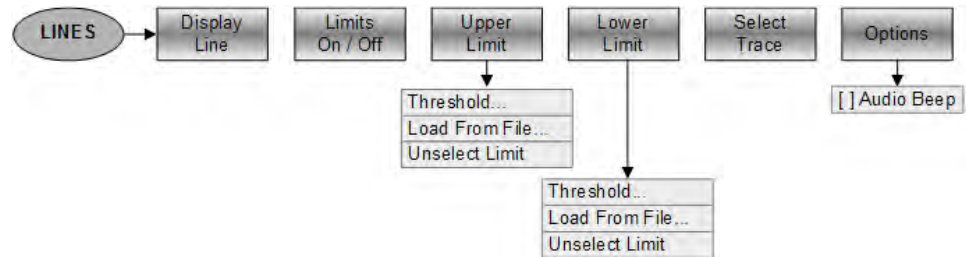 LINES
Display
Line
Limits
On / Off
Upper
Limit
Lower
Limit
Select
Trace
Options
Threshold...
Load From File...
Unselect Limit
Threshold...
Load From File...
Unselect Limit
[ ] Audio Beep